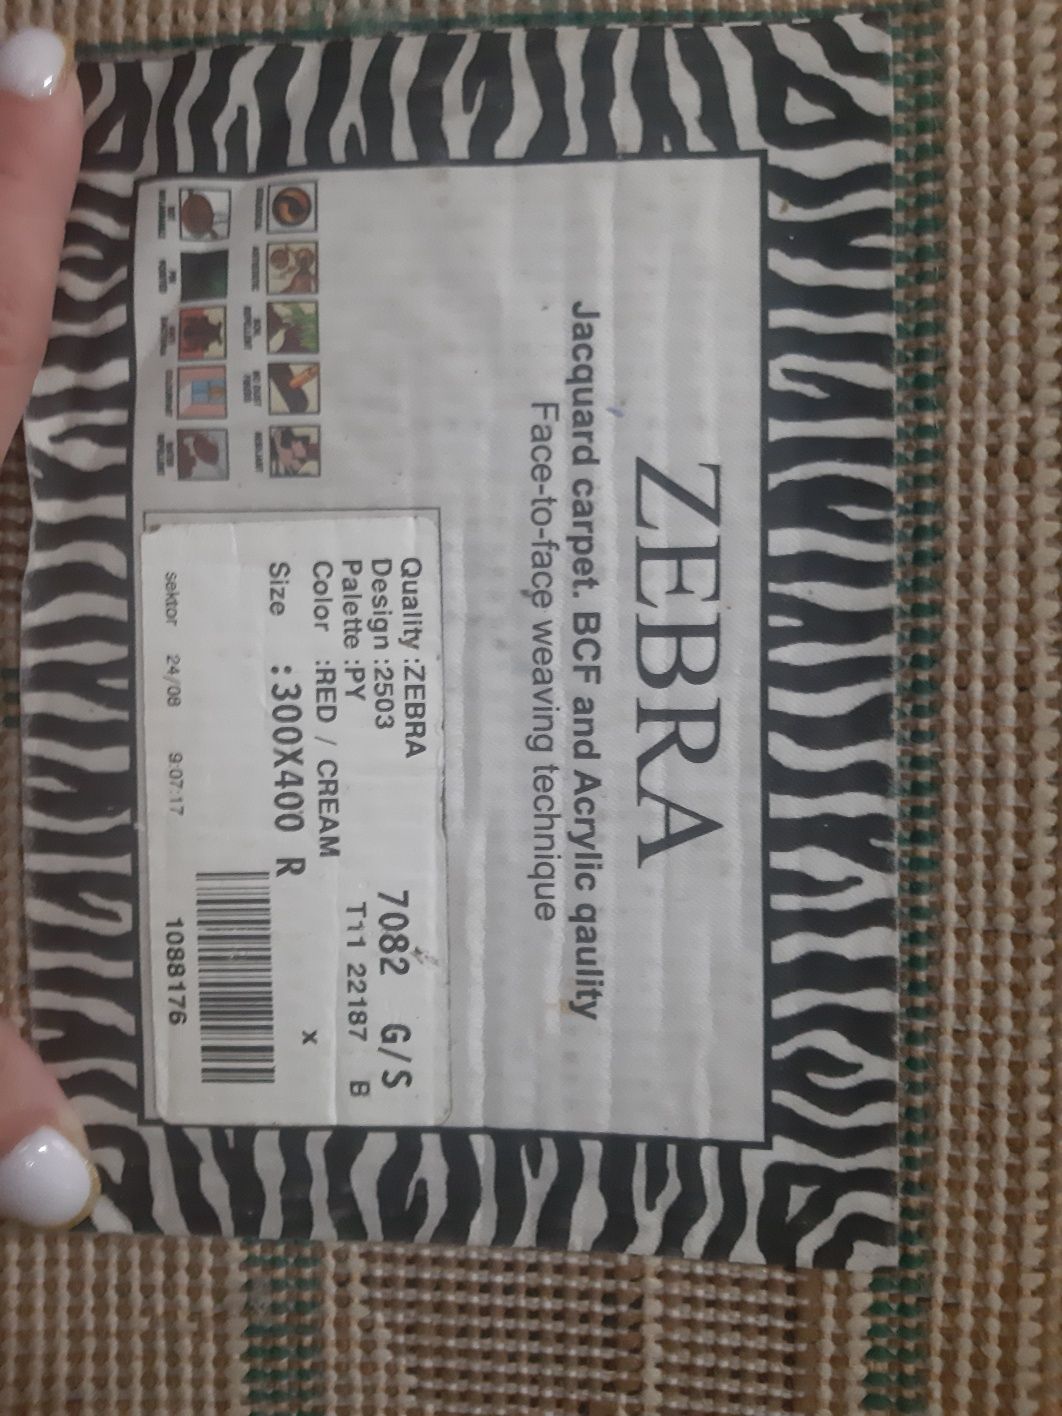 ZEBRA
Jacquard carpet. BCF and Acrylic qaulity
Face-to-face weaving technique
Quality :ZEBRA
7082 G/S
Design :2503
T11 22187 B
Palette :PY
Color :RED / CREAM
x
Size : 300X400 R
sektor 24/08 9:07:17 1088176